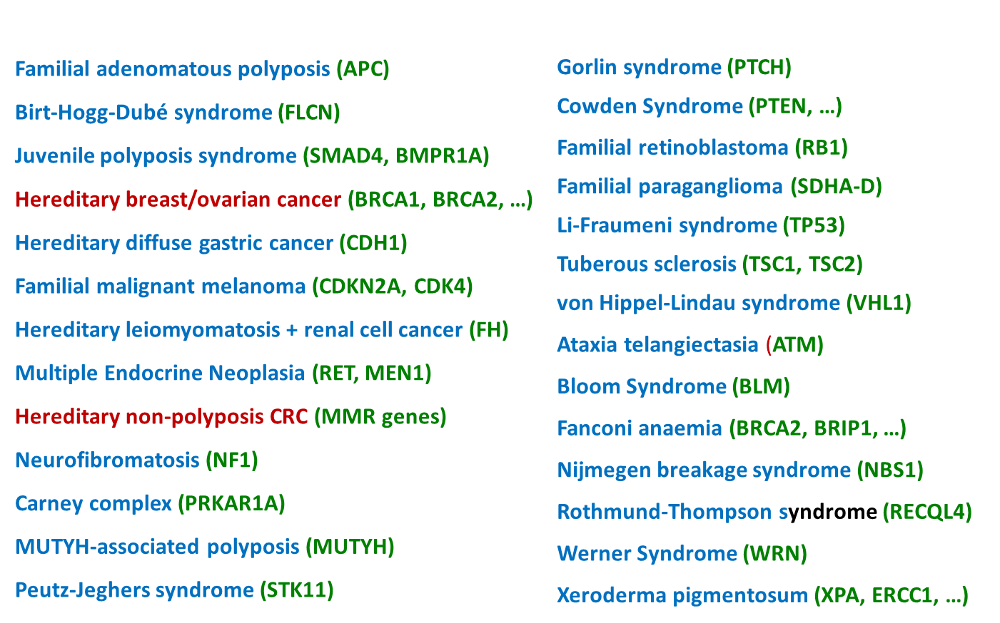 Familial adenomatous polyposis (APC)
Birt-Hogg-Dubé syndrome (FLCN)
Juvenile polyposis syndrome (SMAD4, BMPR1A)
Hereditary breast/ovarian cancer (BRCA1, BRCA2, …)
Hereditary diffuse gastric cancer (CDH1)
Familial malignant melanoma (CDKN2A, CDK4)
Hereditary leiomyomatosis + renal cell cancer (FH)
Multiple Endocrine Neoplasia (RET, MEN1)
Hereditary non-polyposis CRC (MMR genes)
Neurofibromatosis (NF1)
Carney complex (PRKAR1A)
MUTYH-associated polyposis (MUTYH)
Peutz-Jeghers syndrome (STK11)
Gorlin syndrome (PTCH)
Cowden Syndrome (PTEN, …)
Familial retinoblastoma (RB1)
Familial paraganglioma (SDHA-D)
Li-Fraumeni syndrome (TP53)
Tuberous sclerosis (TSC1, TSC2)
von Hippel-Lindau syndrome (VHL1)
Ataxia telangiectasia (ATM)
Bloom Syndrome (BLM)
Fanconi anaemia (BRCA2, BRIP1, …)
Nijmegen breakage syndrome (NBS1)
Rothmund-Thompson syndrome (RECQL4)
Werner Syndrome (WRN)
Xeroderma pigmentosum (XPA, ERCC1, …)